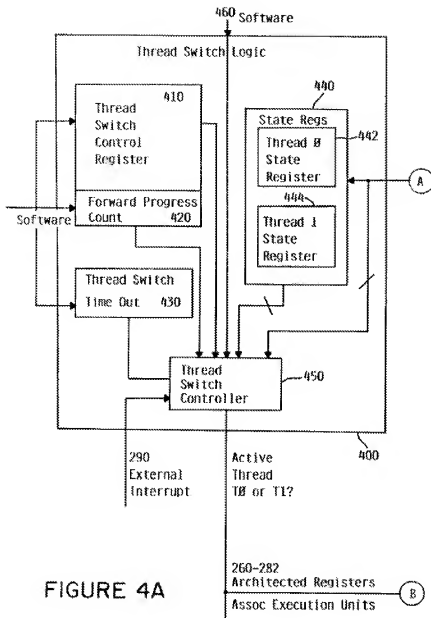 460 Software
Thread Switch Logic
410
Thread
Switch
Control
Register
Forward Progress
Count 420
Software
Thread Switch
Time Out 430
440
State Regs
Thread 0
State
Register
442
444
Thread 1
State
Register
A
Thread
Switch
Controller
450
400
290
External
Interrupt
Active
Thread
T0 or T1?
260-282
Architected Registers
Assoc Execution Units
B
FIGURE 4A